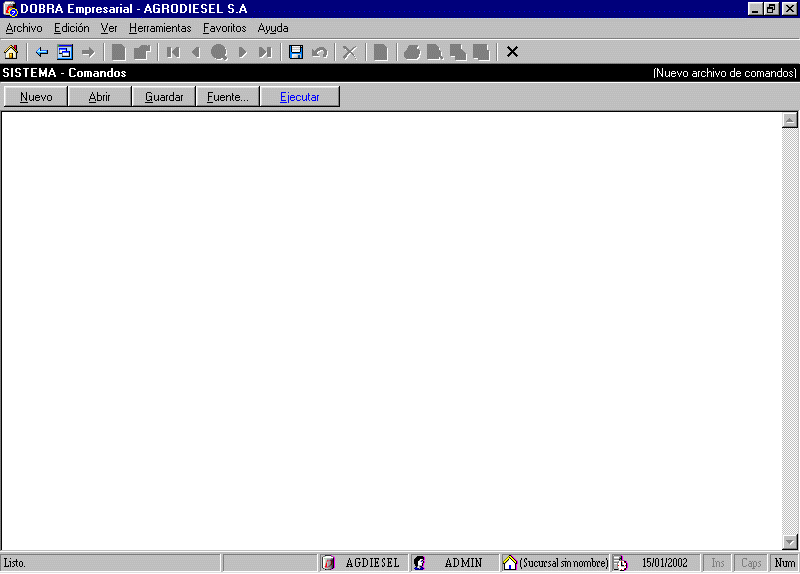 DOBRA Empresarial - AGRODIESEL S.A
Archivo Edición Ver Herramientas Favoritos Ayuda
SISTEMA - Comandos (Nuevo archivo de comandos)
Nuevo Abrir Guardar Fuente... Ejecutar
Listo. AGDIESEL ADMIN (Sucursal sin nombre) 15/01/2002 Ins Caps Num